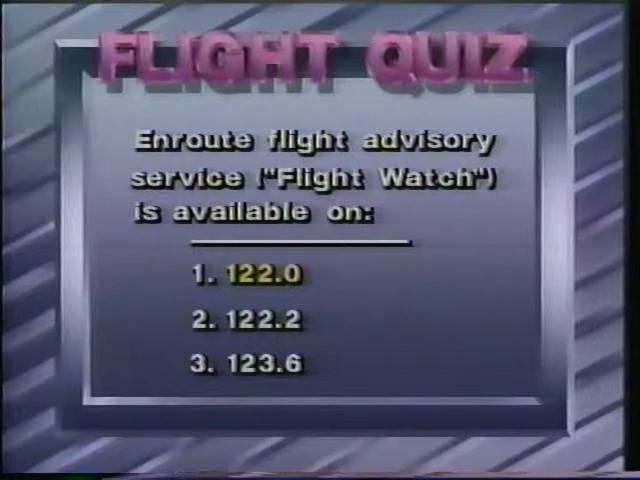 FLIGHT QUIZ
Enroute flight advisory
service ("Flight Watch")
is available on:
1. 122.0
2. 122.2
3. 123.6